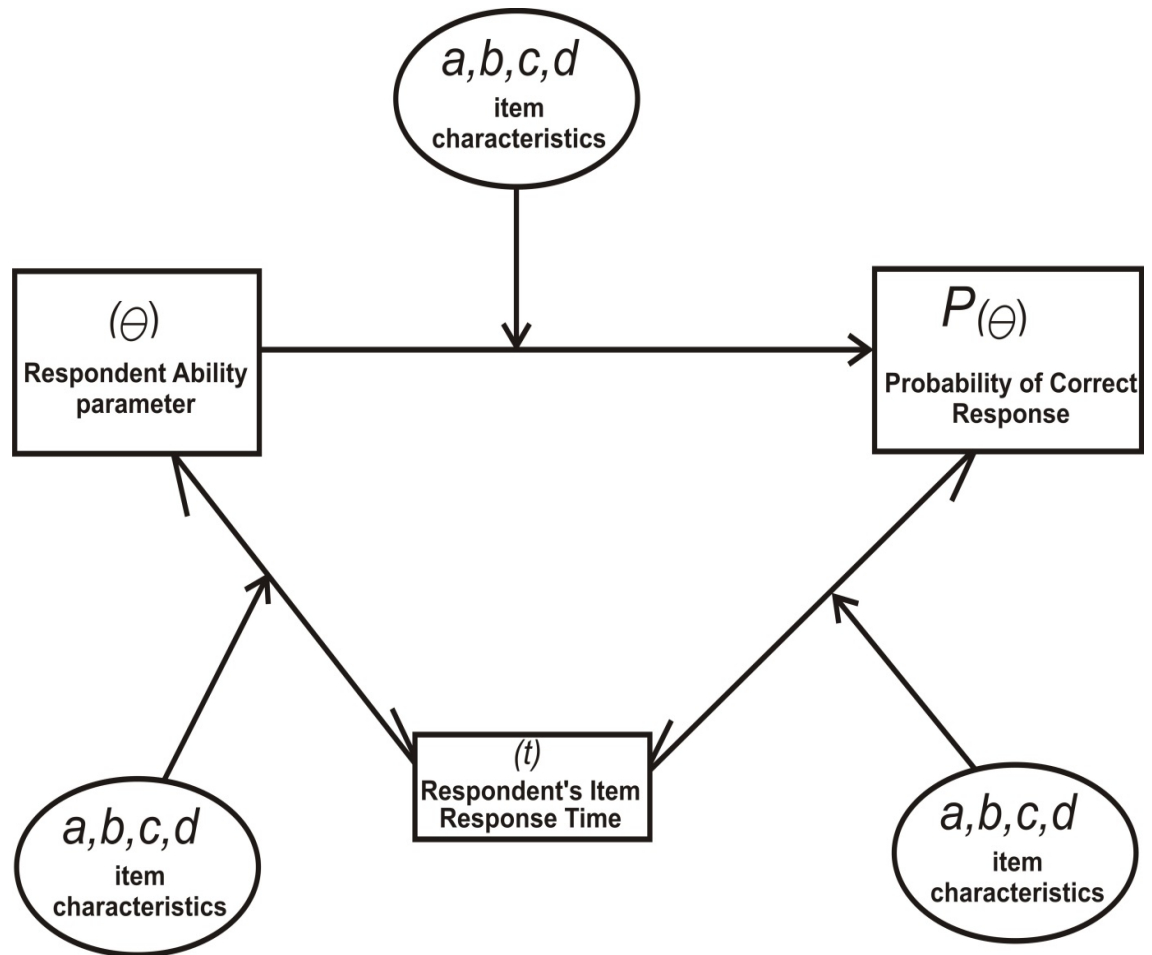 a,b,c,d
item
characteristics
(θ)
Respondent Ability
parameter
P(θ)
Probability of Correct
Response
(t)
Respondent's Item
Response Time
a,b,c,d
item
characteristics
a,b,c,d
item
characteristics